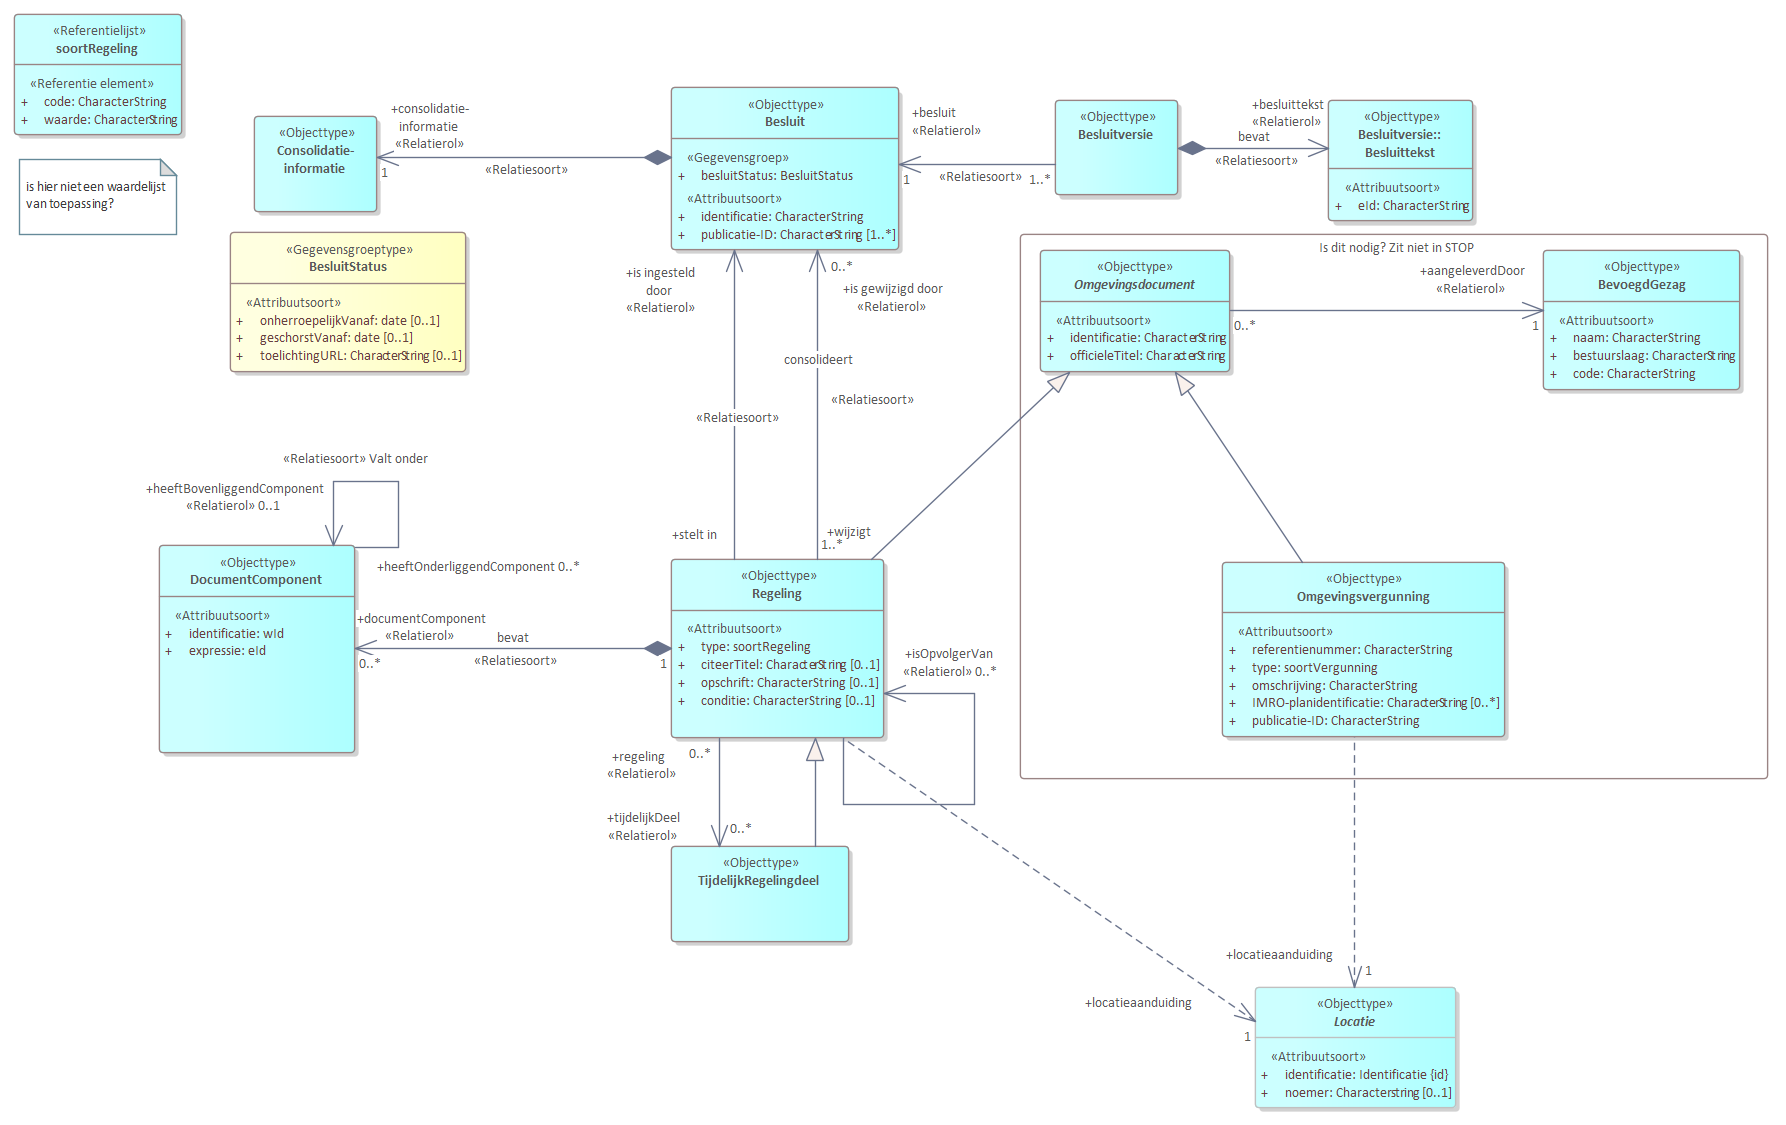 «Referentielijst»
soortRegeling
«Referentie element»
+ code: CharacterString
+ waarde: CharacterString
is hier niet een waardelijst
van toepassing?
«Objecttype»
Consolidatie-
informatie
+consolidatie-
informatie
«Relatierol»
1
«Relatiesoort»
«Objecttype»
Besluit
«Gegevensgroep»
+ besluitStatus: BesluitStatus
«Attribuutsoort»
+ identificatie: CharacterString
+ publicatie-ID: CharacterString [1..*]
+besluit
«Relatierol»
1
«Relatiesoort»
1..*
«Objecttype»
Besluitversie
+besluittekst
«Relatierol»
bevat
«Relatiesoort»
«Objecttype»
Besluitversie::
Besluittekst
«Attribuutsoort»
+ eId: CharacterString
«Gegevensgroeptype»
BesluitStatus
«Attribuutsoort»
+ onherroepelijkVanaf: date [0..1]
+ geschorstVanaf: date [0..1]
+ toelichtingURL: CharacterString [0..1]
+is ingesteld
door
«Relatierol»
0..*
+is gewijzigd door
«Relatierol»
consolideert
«Relatiesoort»
«Relatiesoort»
+stelt in
+wijzigt
1..*
Is dit nodig? Zit niet in STOP
«Objecttype»
Omgevingsdocument
«Attribuutsoort»
+ identificatie: CharacterString
+ officieleTitel: CharacterString
+aangeleverdDoor
«Relatierol»
0..*
1
«Objecttype»
BevoegdGezag
«Attribuutsoort»
+ naam: CharacterString
+ bestuurslaag: CharacterString
+ code: CharacterString
«Relatiesoort» Valt onder
+heeftBovenliggendComponent
«Relatierol» 0..1
+heeftOnderliggendComponent 0..*
«Objecttype»
DocumentComponent
«Attribuutsoort»
+ identificatie: wId
+ expressie: eId
+documentComponent
«Relatierol»
bevat
0..*
«Relatiesoort»
1
«Objecttype»
Regeling
«Attribuutsoort»
+ type: soortRegeling
+ citeerTitel: CharacterString [0..1]
+ opschrift: CharacterString [0..1]
+ conditie: CharacterString [0..1]
+isOpvolgerVan
«Relatierol» 0..*
«Objecttype»
Omgevingsvergunning
«Attribuutsoort»
+ referentienummer: CharacterString
+ type: soortVergunning
+ omschrijving: CharacterString
+ IMRO-planidentificatie: CharacterString [0..*]
+ publicatie-ID: CharacterString
0..*
+regeling
«Relatierol»
+tijdelijkDeel
«Relatierol»
0..*
«Objecttype»
TijdelijkRegelingdeel
+locatieaanduiding
1
+locatieaanduiding
1
«Objecttype»
Locatie
«Attribuutsoort»
+ identificatie: Identificatie {id}
+ noemer: Characterstring [0..1]